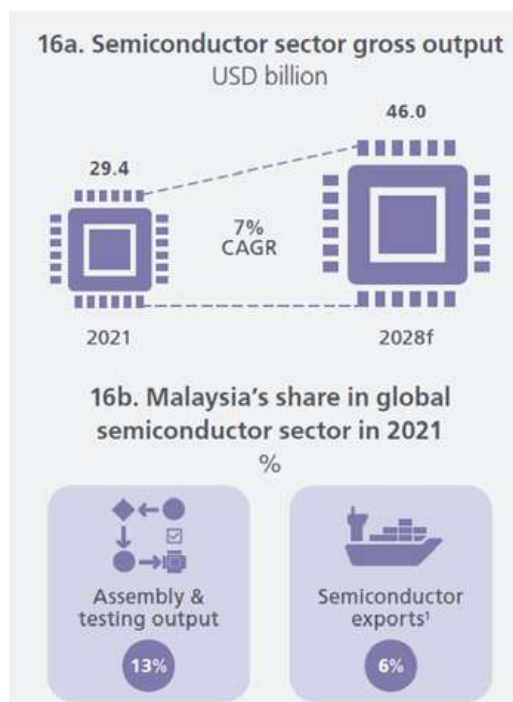 16a. Semiconductor sector gross output
USD billion
46.0
29.4
7%
CAGR
2021
2028f
16b. Malaysia's share in global
semiconductor sector in 2021
%
Assembly &
testing output
13%
Semiconductor
exports¹
6%